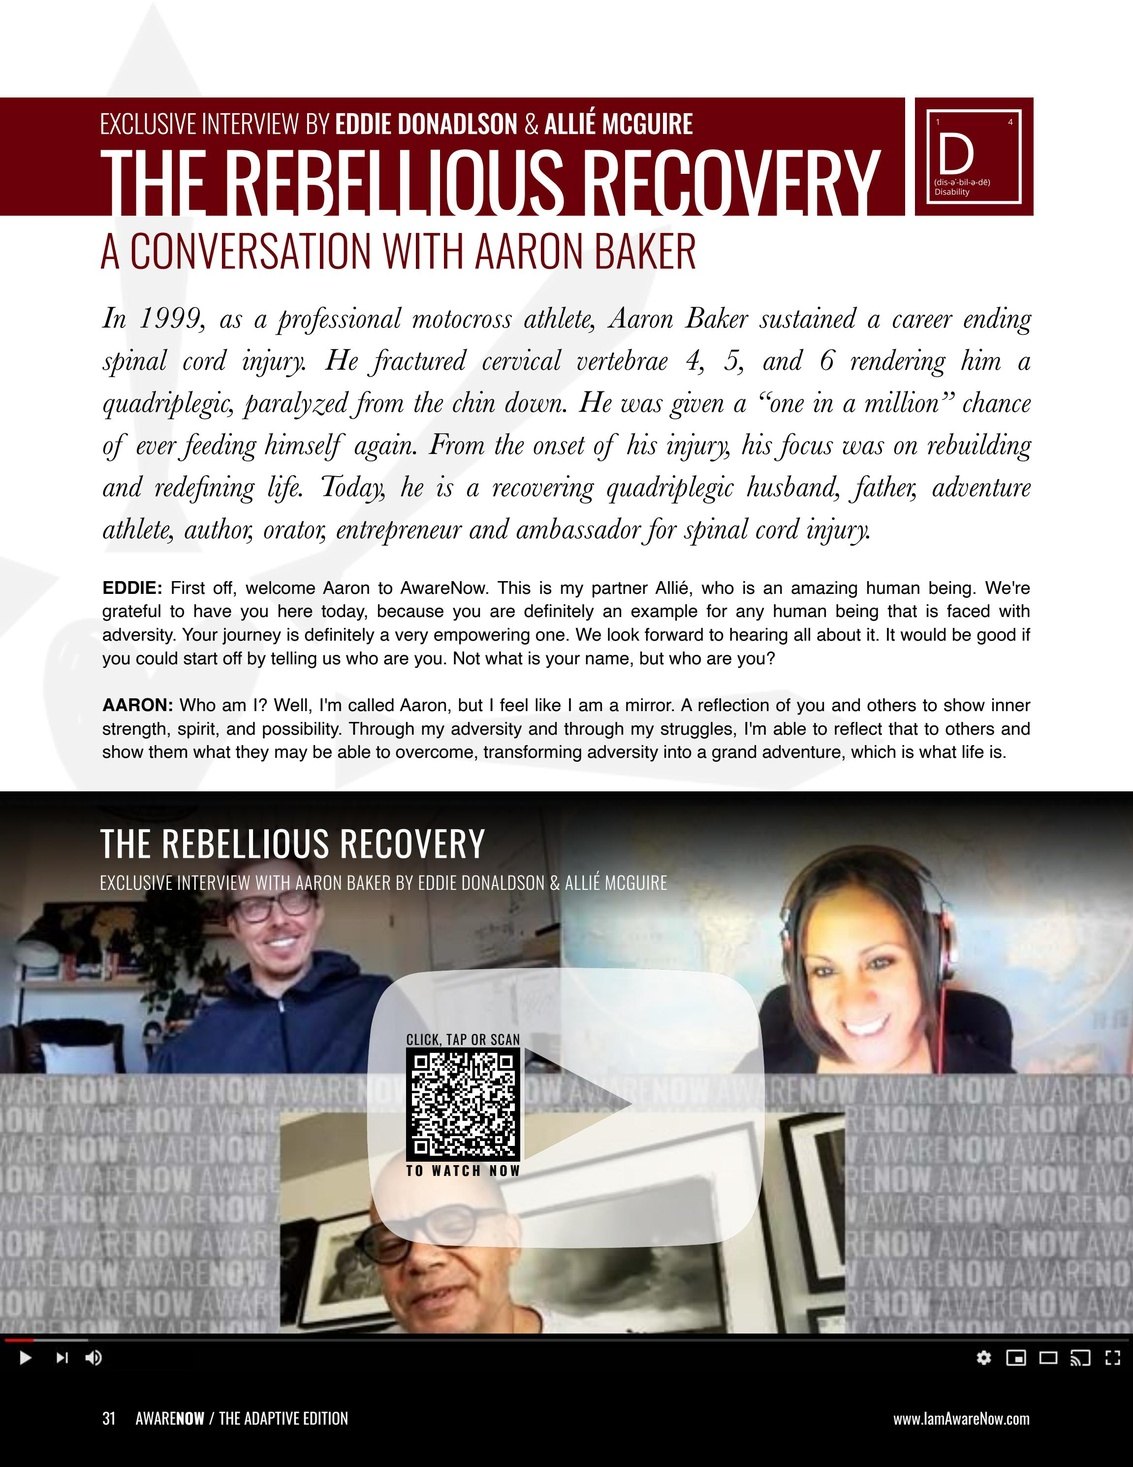 EXCLUSIVE INTERVIEW BY EDDIE DONADLSON & ALLIÉ MCGUIRE
THE REBELLIOUS RECOVERY
A CONVERSATION WITH AARON BAKER
1 4
D
(dis-ə-ˈbil-ə-dē)
Disability
In 1999, as a professional motocross athlete, Aaron Baker sustained a career ending
spinal cord injury. He fractured cervical vertebrae 4, 5, and 6 rendering him a
quadriplegic, paralyzed from the chin down. He was given a “one in a million” chance
of ever feeding himself again. From the onset of his injury, his focus was on rebuilding
and redefining life. Today, he is a recovering quadriplegic husband, father, adventure
athlete, author, orator, entrepreneur and ambassador for spinal cord injury.
EDDIE: First off, welcome Aaron to AwareNow. This is my partner Allié, who is an amazing human being. We're
grateful to have you here today, because you are definitely an example for any human being that is faced with
adversity. Your journey is definitely a very empowering one. We look forward to hearing all about it. It would be good if
you could start off by telling us who are you. Not what is your name, but who are you?
AARON: Who am I? Well, I'm called Aaron, but I feel like I am a mirror. A reflection of you and others to show inner
strength, spirit, and possibility. Through my adversity and through my struggles, I'm able to reflect that to others and
show them what they may be able to overcome, transforming adversity into a grand adventure, which is what life is.
THE REBELLIOUS RECOVERY
EXCLUSIVE INTERVIEW WITH AARON BAKER BY EDDIE DONALDSON & ALLIÉ MCGUIRE
CLICK, TAP OR SCAN
TO WATCH NOW
31 AWARENOW / THE ADAPTIVE EDITION
www.IamAwareNow.com